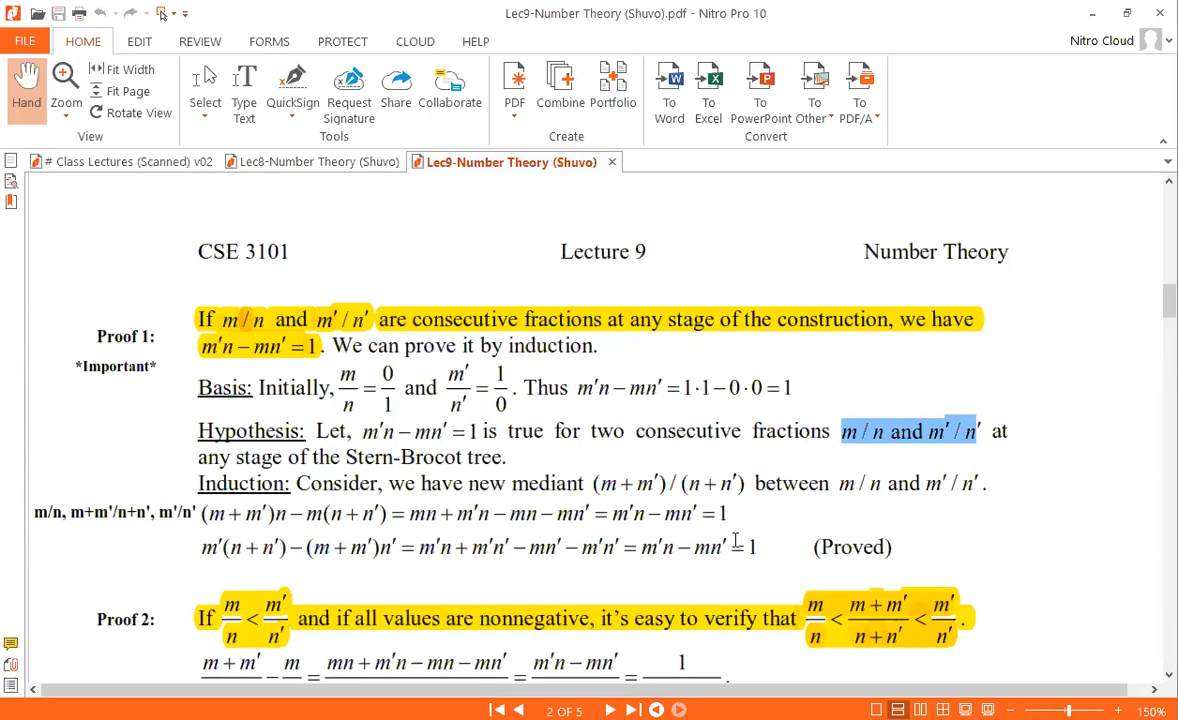 Lec9-Number Theory (Shuvo).pdf - Nitro Pro 10
FILE HOME EDIT REVIEW FORMS PROTECT CLOUD HELP Nitro Cloud
Hand Zoom Fit Width Fit Page Rotate View
Select Type Text QuickSign Request Signature Share Collaborate
PDF Combine Portfolio
To Word To Excel To PowerPoint To Other To PDF/A
View Tools Create Convert
# Class Lectures (Scanned) v02 Lec8-Number Theory (Shuvo) Lec9-Number Theory (Shuvo)
CSE 3101 Lecture 9 Number Theory
Proof 1: If m / n and m′ / n′ are consecutive fractions at any stage of the construction, we have
*Important* m′n − mn′ = 1. We can prove it by induction.
Basis: Initially, m/n = 0/1 and m′/n′ = 1/0. Thus m′n − mn′ = 1·1 − 0·0 = 1
Hypothesis: Let, m′n − mn′ = 1 is true for two consecutive fractions m / n and m′ / n′ at
any stage of the Stern-Brocot tree.
Induction: Consider, we have new mediant (m + m′) / (n + n′) between m / n and m′ / n′.
m/n, m+m'/n+n', m'/n' (m + m′)n − m(n + n′) = mn + m′n − mn − mn′ = m′n − mn′ = 1
m′(n + n′) − (m + m′)n′ = m′n + m′n′ − mn′ − m′n′ = m′n − mn′ = 1 (Proved)
Proof 2: If m/n < m′/n′ and if all values are nonnegative, it’s easy to verify that m/n < m + m′/n + n′ < m′/n′.
m + m′ − m = mn + m′n − mn − mn′ = m′n − mn′ = 1
2 OF 5 150%